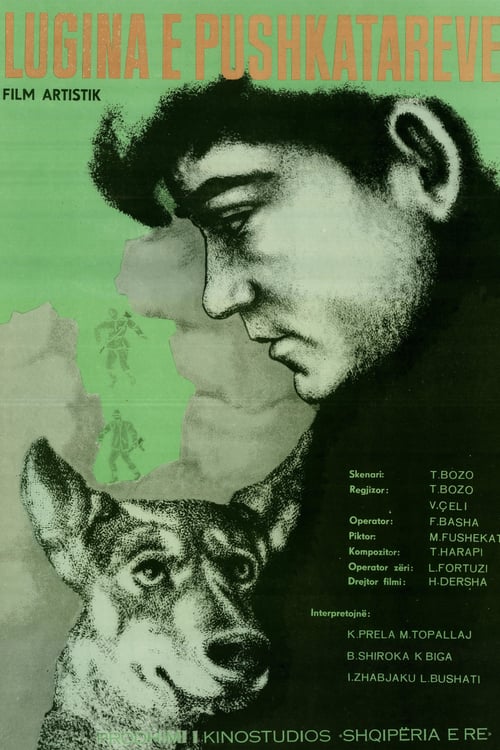 LUGINA E PUSHKATAREVE
FILM ARTISTIK
Skenari: T. BOZO
Regjizor: T. BOZO
V. ÇELI
Operator: F. BASHA
Piktor: M. FUSHEKAT
Kompozitor: T. HARAPI
Operator zëri: L. FORTUZI
Drejtor filmi: H. DERSHA
Interpretojnë:
K. PRELA M. TOPALLAJ
B. SHIROKA K BIGA
I. ZHABJAKU L. BUSHATI
PRODHIMI I KINOSTUDIOS «SHQIPËRIA E RE»